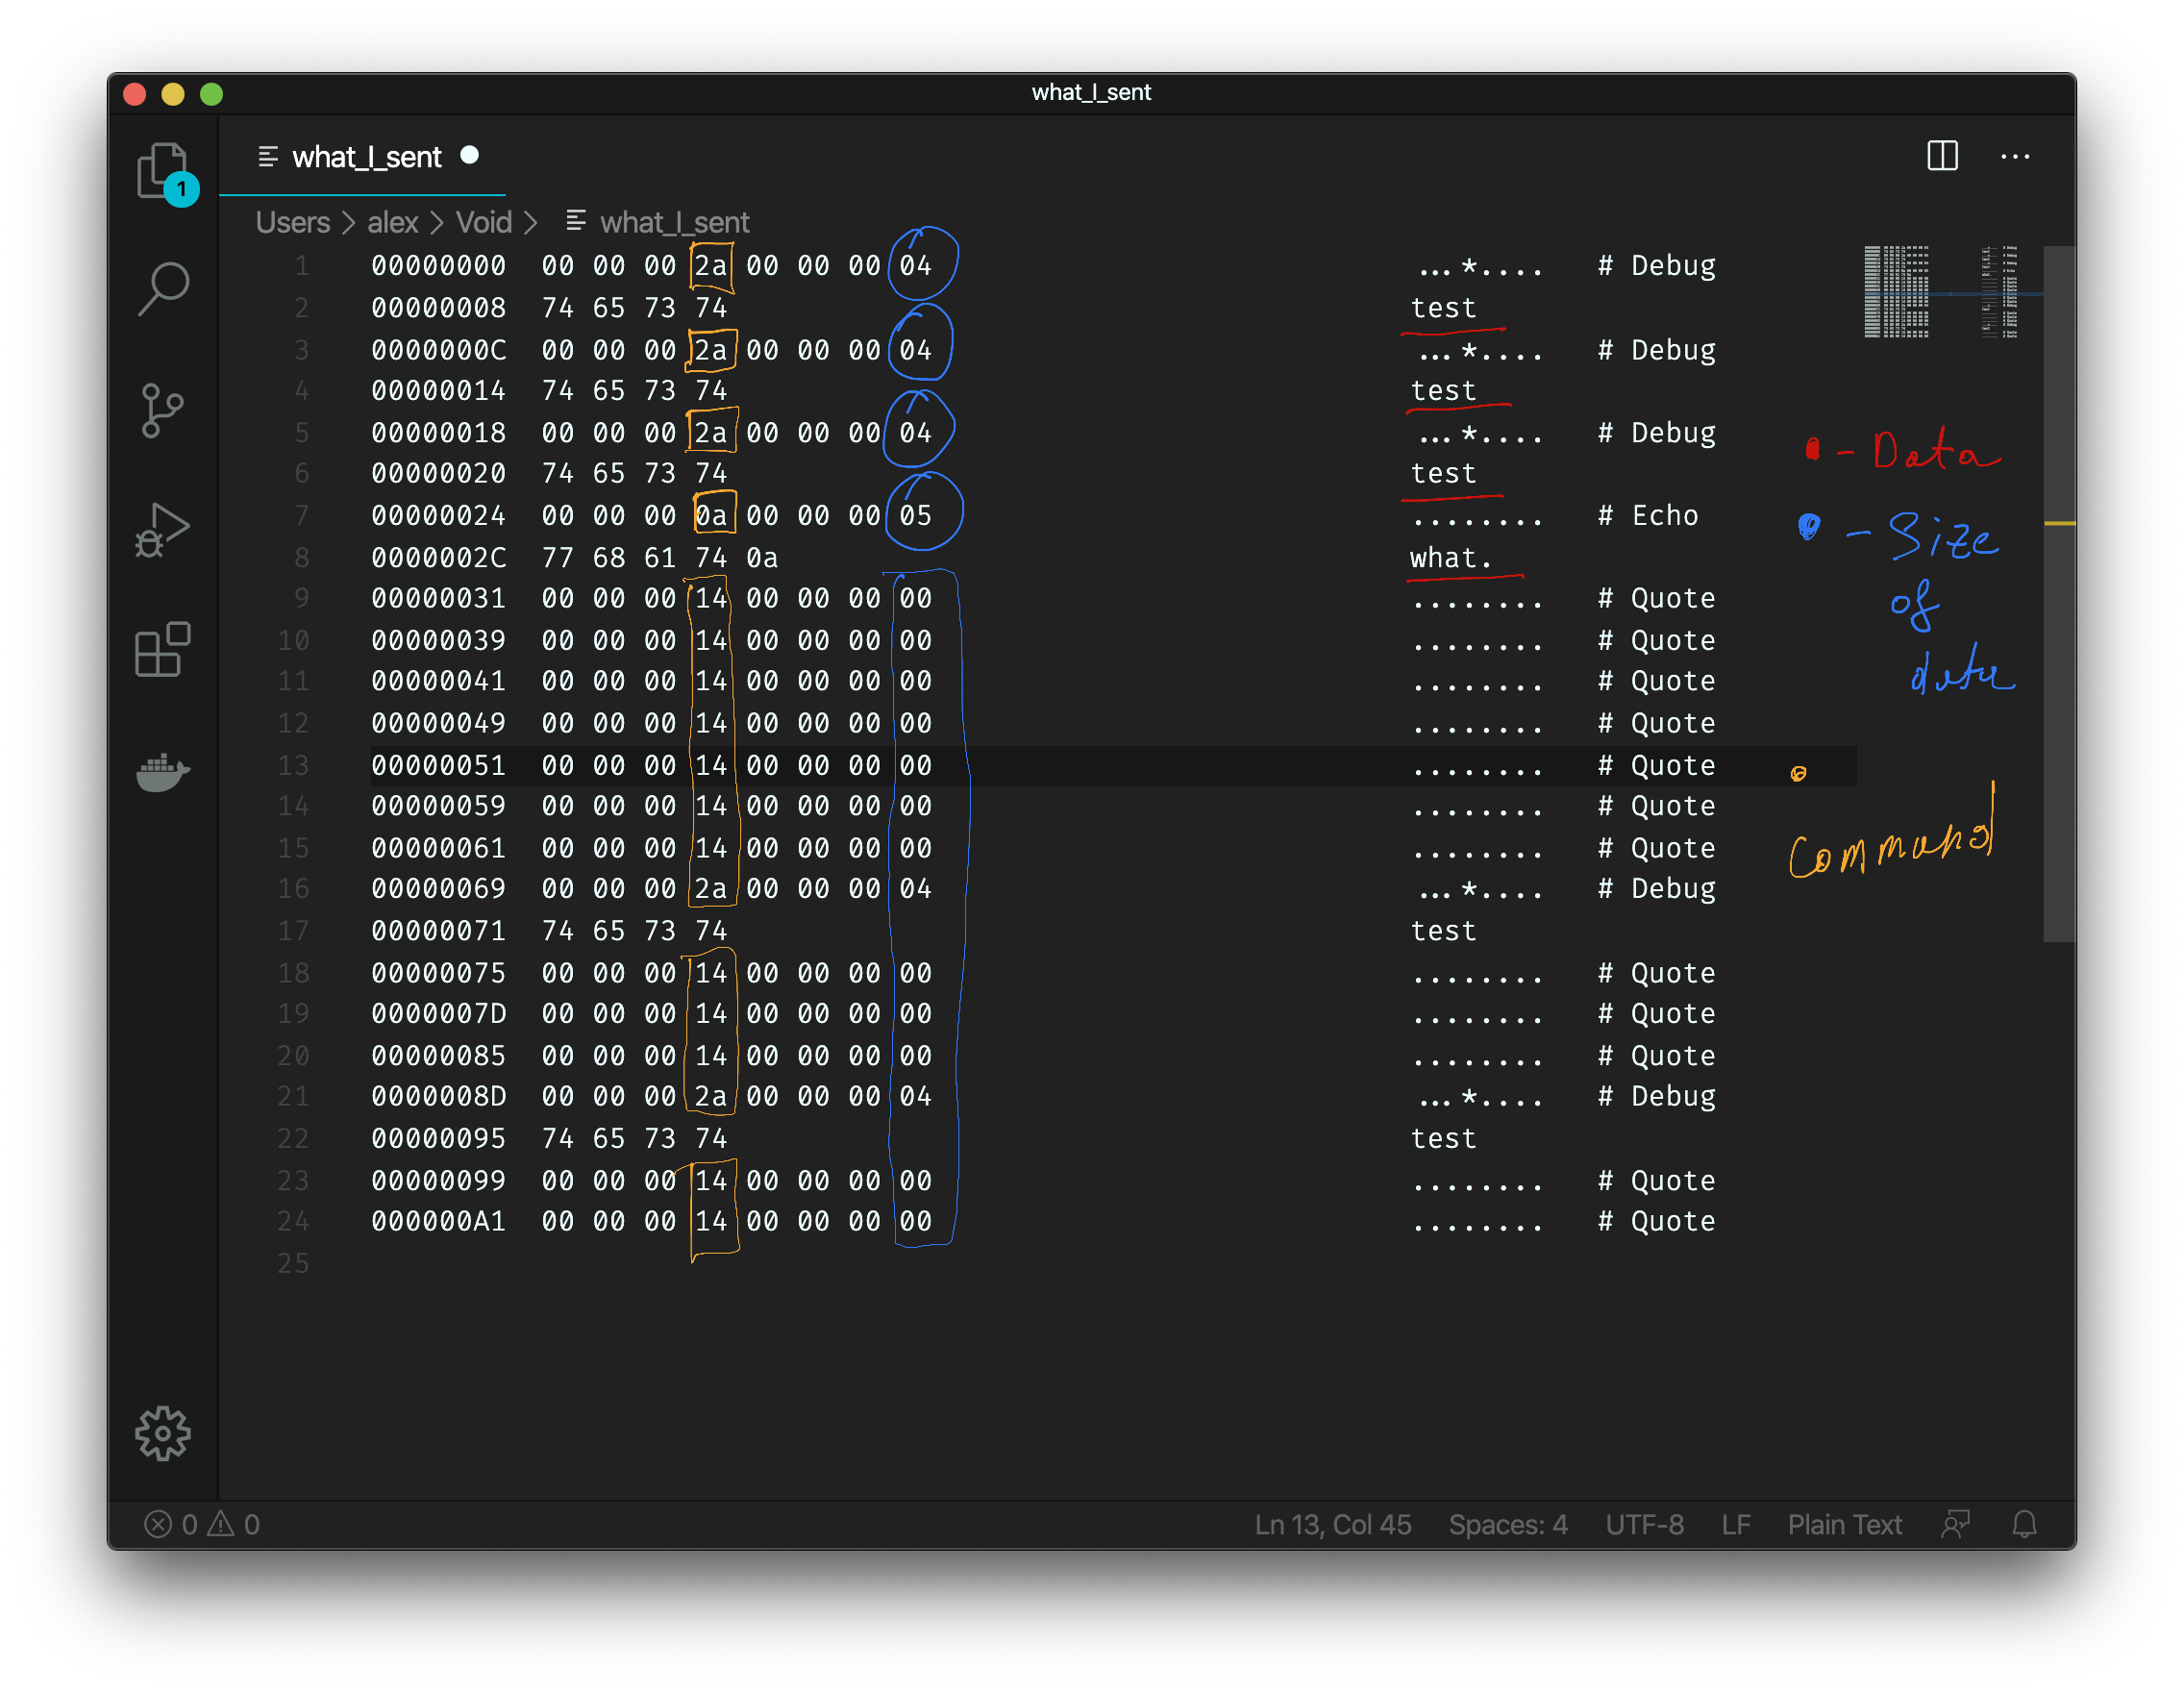 what_I_sent
what_I_sent
1
Users > alex > Void > what_I_sent
1 00000000 00 00 00 2a 00 00 00 04 ...*.... # Debug
2 00000008 74 65 73 74 test
3 0000000C 00 00 00 2a 00 00 00 04 ...*.... # Debug
4 00000014 74 65 73 74 test
5 00000018 00 00 00 2a 00 00 00 04 ...*.... # Debug
6 00000020 74 65 73 74 test
7 00000024 00 00 00 0a 00 00 00 05 ........ # Echo
8 0000002C 77 68 61 74 0a what.
9 00000031 00 00 00 14 00 00 00 00 ........ # Quote
10 00000039 00 00 00 14 00 00 00 00 ........ # Quote
11 00000041 00 00 00 14 00 00 00 00 ........ # Quote
12 00000049 00 00 00 14 00 00 00 00 ........ # Quote
13 00000051 00 00 00 14 00 00 00 00 ........ # Quote
14 00000059 00 00 00 14 00 00 00 00 ........ # Quote
15 00000061 00 00 00 14 00 00 00 00 ........ # Quote
16 00000069 00 00 00 2a 00 00 00 04 ...*.... # Debug
17 00000071 74 65 73 74 test
18 00000075 00 00 00 14 00 00 00 00 ........ # Quote
19 0000007D 00 00 00 14 00 00 00 00 ........ # Quote
20 00000085 00 00 00 14 00 00 00 00 ........ # Quote
21 0000008D 00 00 00 2a 00 00 00 04 ...*.... # Debug
22 00000095 74 65 73 74 test
23 00000099 00 00 00 14 00 00 00 00 ........ # Quote
24 000000A1 00 00 00 14 00 00 00 00 ........ # Quote
25
- Data
- Size
of
data
Command
0 0 Ln 13, Col 45 Spaces: 4 UTF-8 LF Plain Text